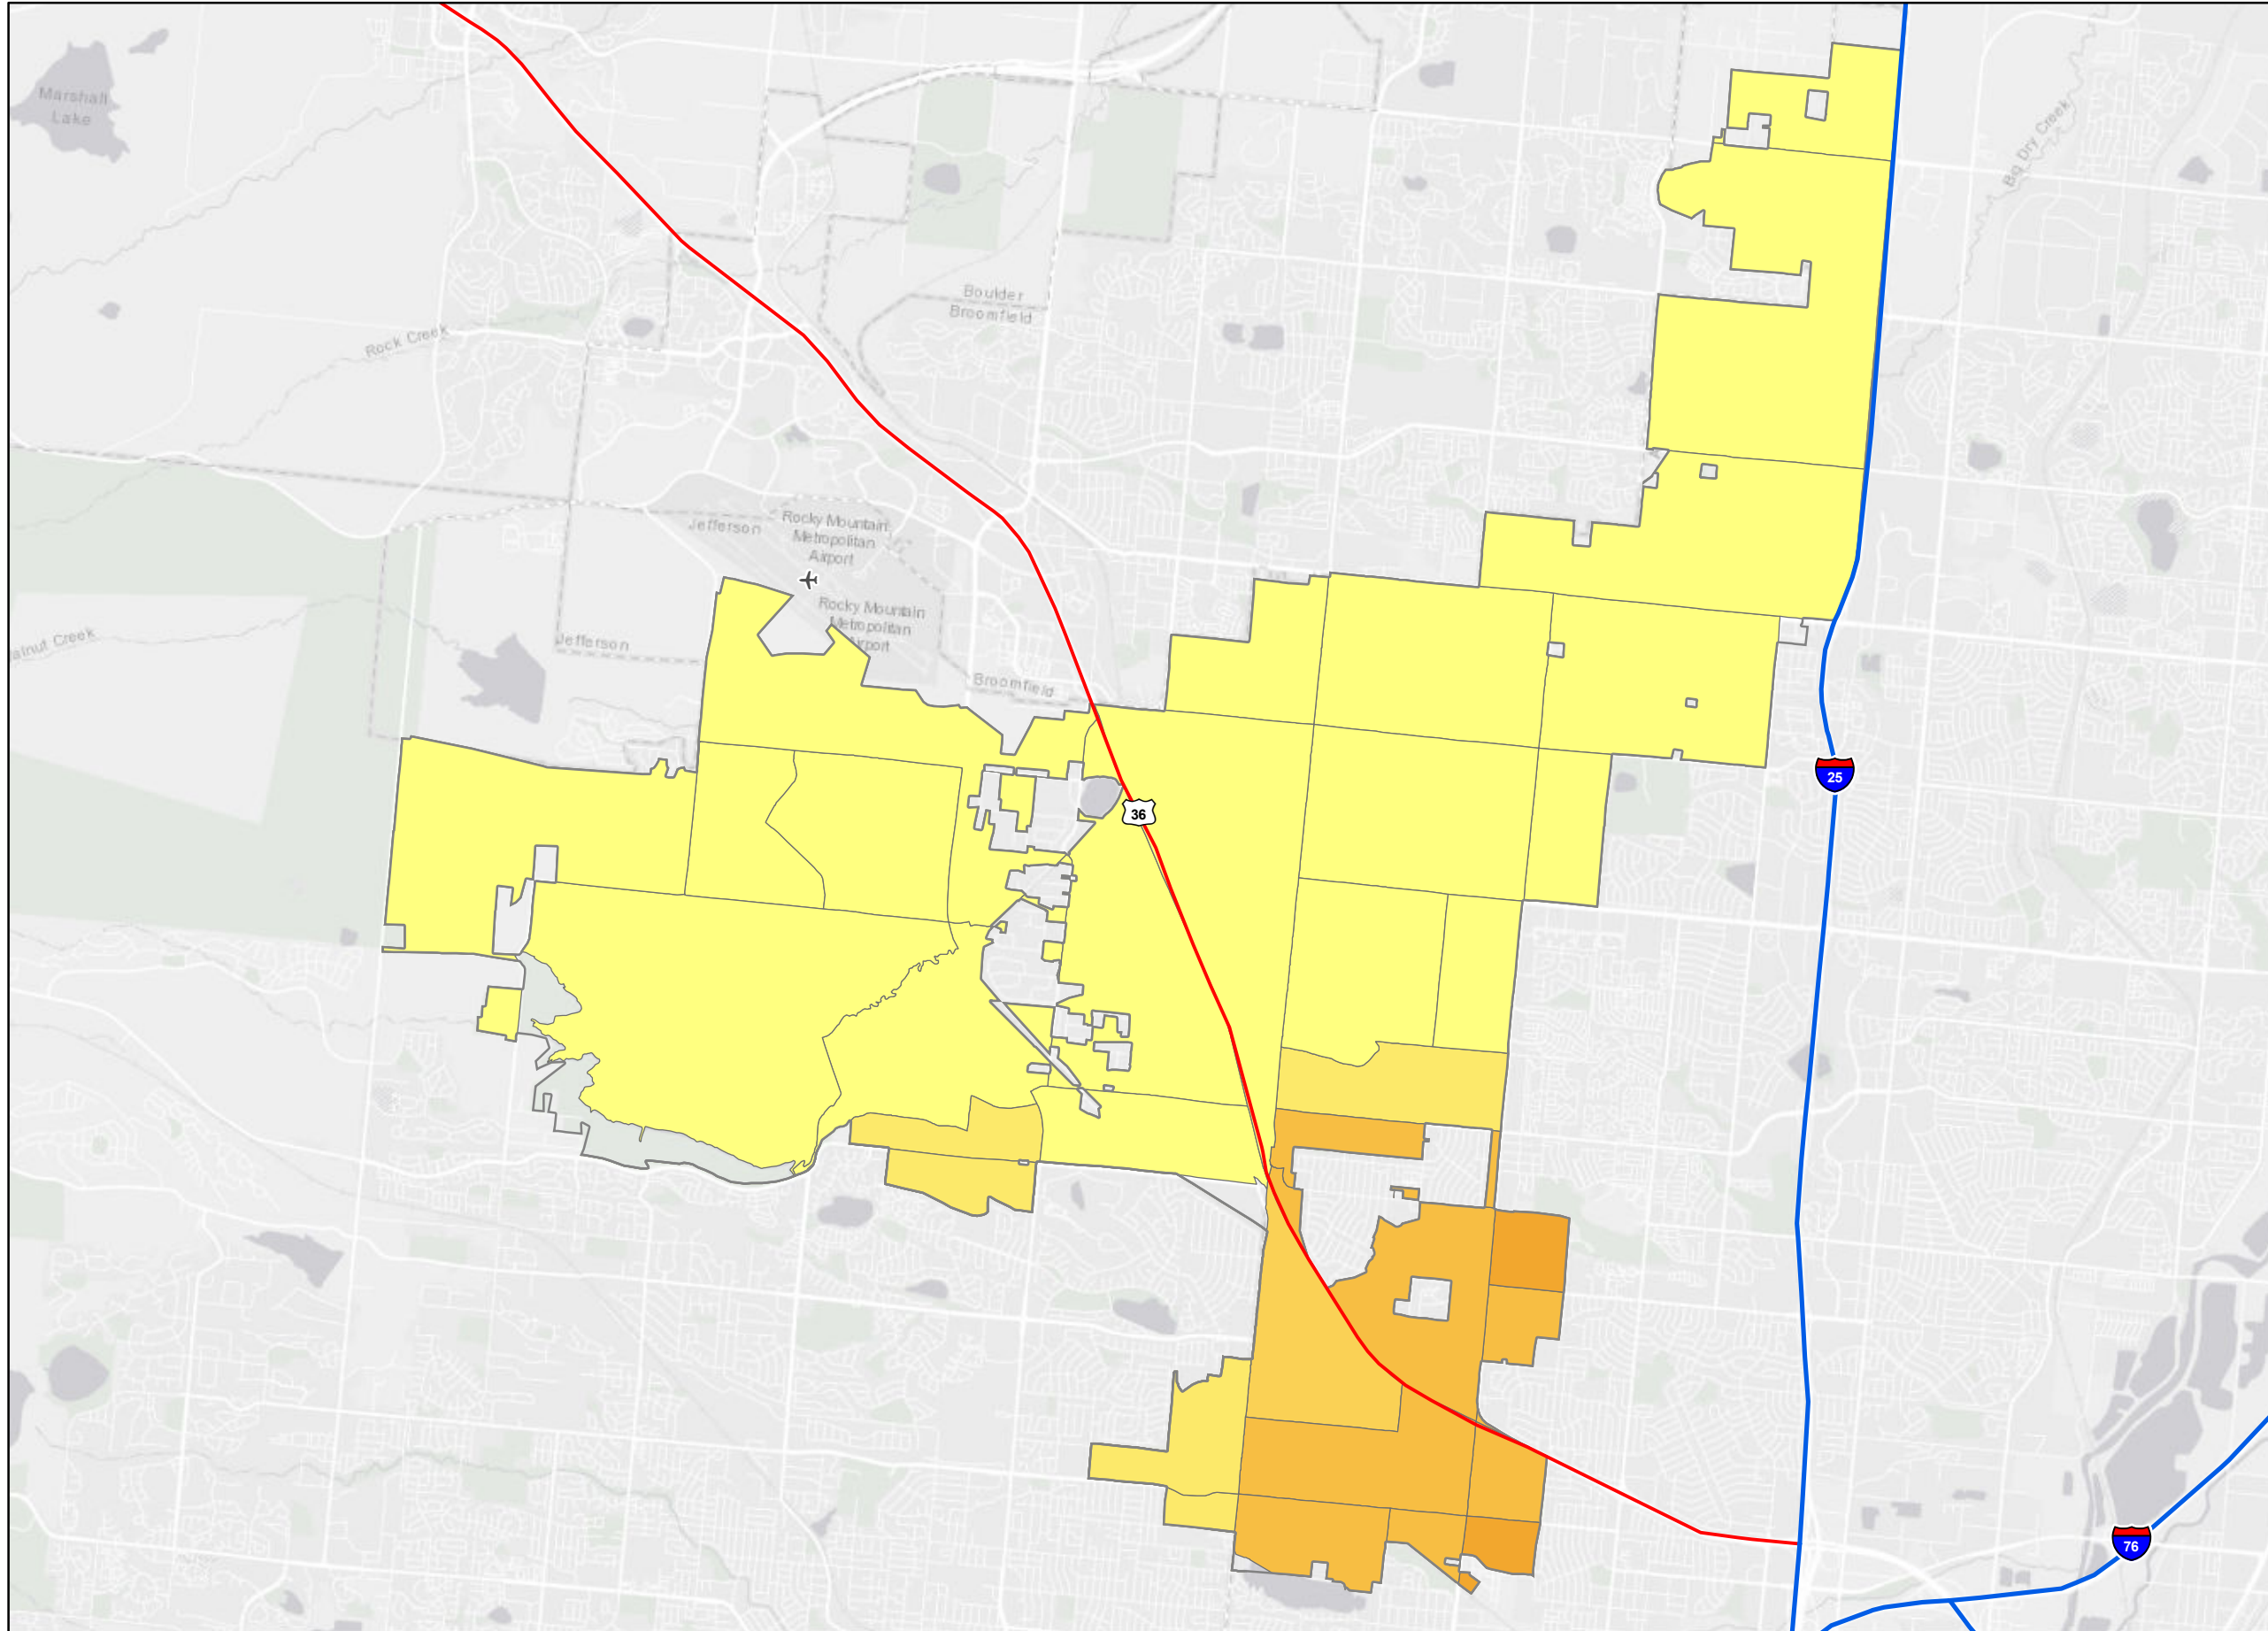 Marshall
Lake
Big Dry Creek
Boulder
Broomfield
Rock Creek
Jefferson
Rocky Mountain
Metropolitan
Airport
Rocky Mountain
Metropolitan
Airport
Jefferson
alnut Creek
Broomfield
25
36
76